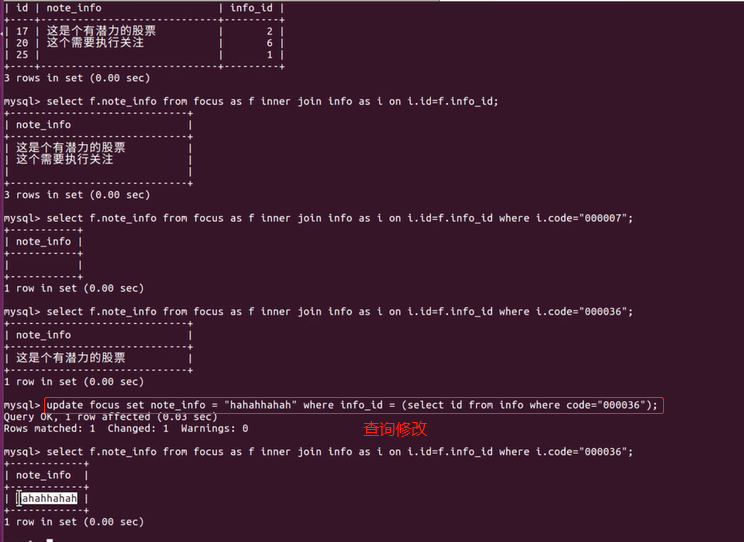 | id | note_info                   | info_id |
+----+-----------------------------+---------+
| 17 | 这是个有潜力的股票 | 2 |
| 20 | 这个需要执行关注 | 6 |
| 25 | | 1 |
+----+-----------------------------+---------+
3 rows in set (0.00 sec)
mysql> select f.note_info from focus as f inner join info as i on i.id=f.info_id;
+-----------------------------+
| note_info |
+-----------------------------+
| 这是个有潜力的股票 |
| 这个需要执行关注 |
| |
+-----------------------------+
3 rows in set (0.00 sec)
mysql> select f.note_info from focus as f inner join info as i on i.id=f.info_id where i.code="000007";
+-----------+
| note_info |
+-----------+
| |
+-----------+
1 row in set (0.00 sec)
mysql> select f.note_info from focus as f inner join info as i on i.id=f.info_id where i.code="000036";
+-----------------------------+
| note_info |
+-----------------------------+
| 这是个有潜力的股票 |
+-----------------------------+
1 row in set (0.00 sec)
mysql> update focus set note_info = "hahahhahah" where info_id = (select id from info where code="000036");
Query OK, 1 row affected (0.03 sec)
Rows matched: 1  Changed: 1  Warnings: 0
查询修改
mysql> select f.note_info from focus as f inner join info as i on i.id=f.info_id where i.code="000036";
+------------+
| note_info |
+------------+
| hahahhahah |
+------------+
1 row in set (0.00 sec)